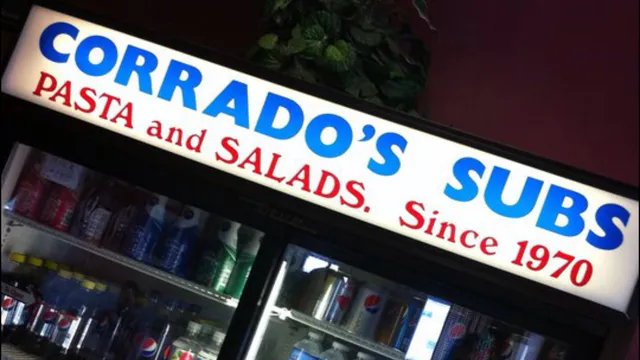 CORRADO'S SUBS
PASTA and SALADS. Since 1970